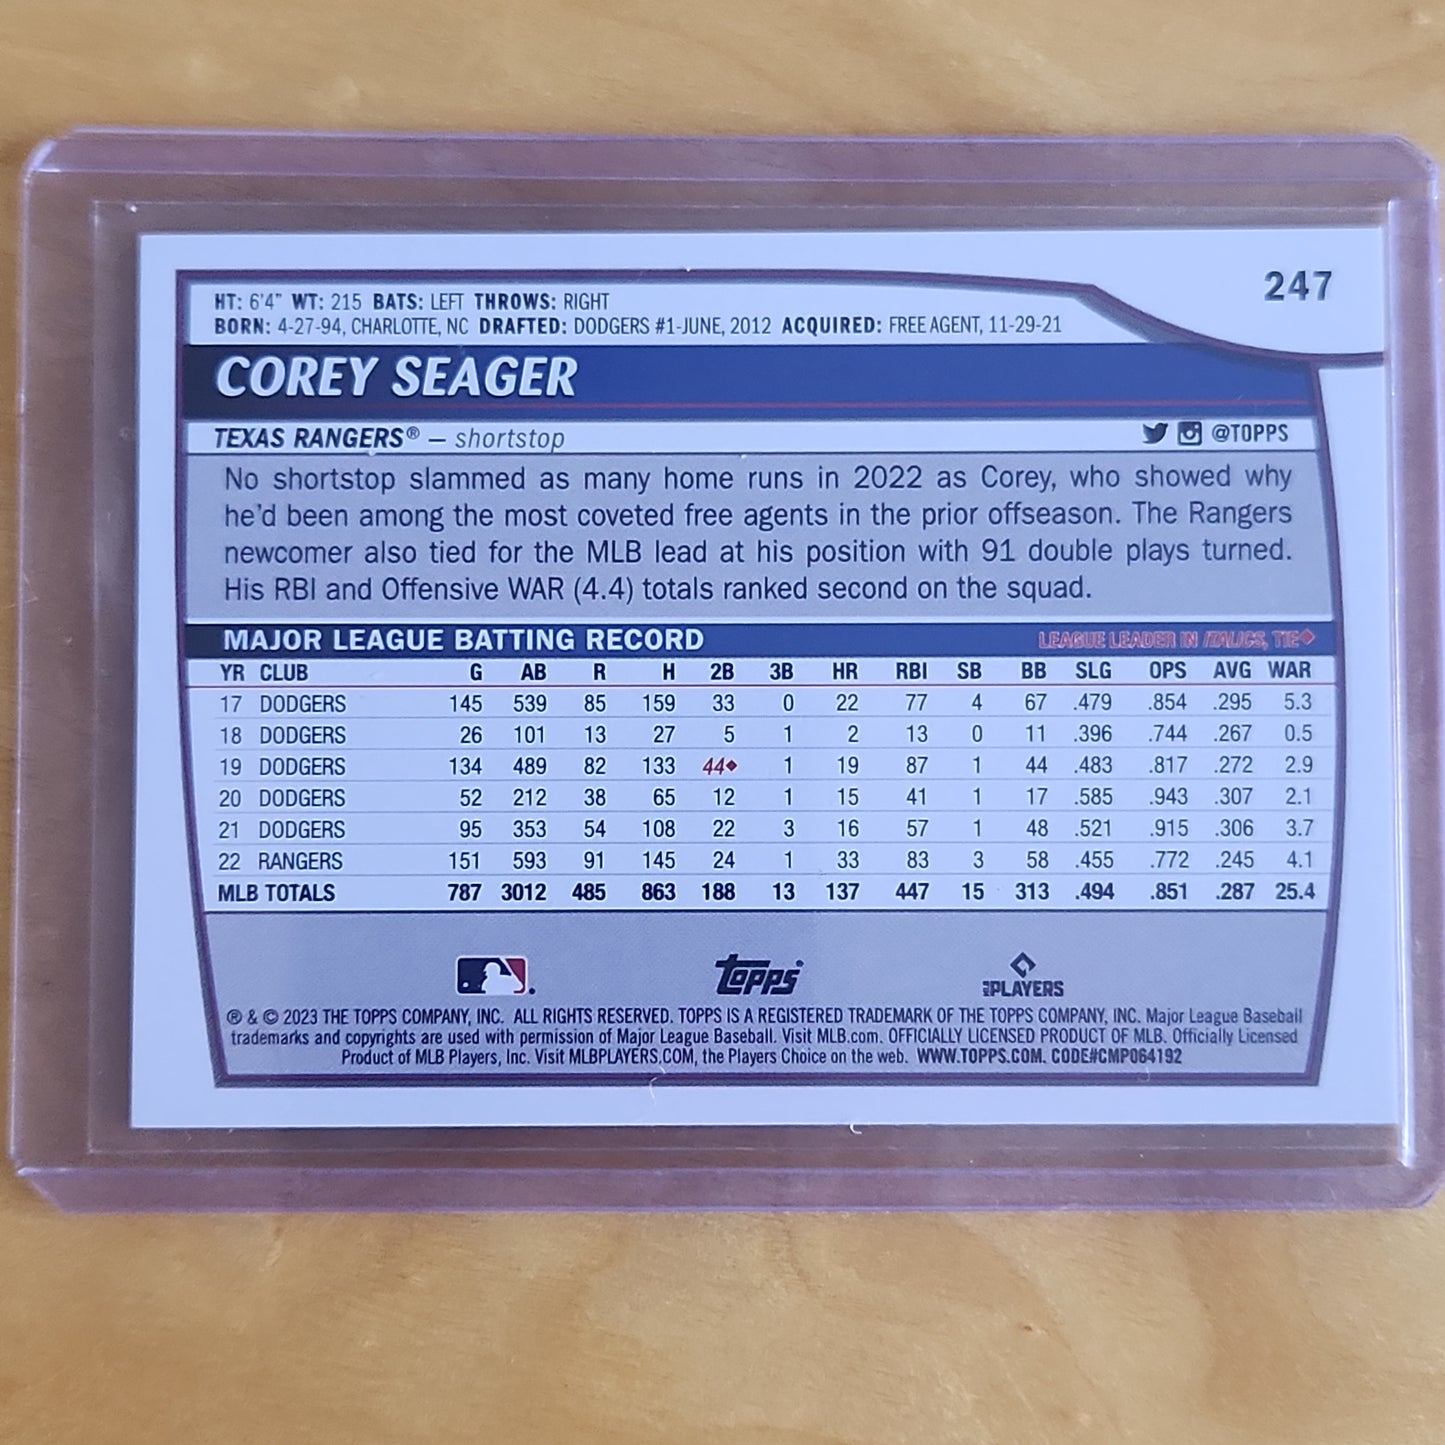 247
HT: 6'4" WT: 215 BATS: LEFT THROWS: RIGHT
BORN: 4-27-94, CHARLOTTE, NC DRAFTED: DODGERS #1-JUNE, 2012 ACQUIRED: FREE AGENT, 11-29-21
COREY SEAGER
TEXAS RANGERS® – shortstop @TOPPS
No shortstop slammed as many home runs in 2022 as Corey, who showed why
he'd been among the most coveted free agents in the prior offseason. The Rangers
newcomer also tied for the MLB lead at his position with 91 double plays turned.
His RBI and Offensive WAR (4.4) totals ranked second on the squad.
MAJOR LEAGUE BATTING RECORD LEAGUE LEADER IN ITALICS, TIE◆
YR CLUB G AB R H 2B 3B HR RBI SB BB SLG OPS AVG WAR
17 DODGERS 145 539 85 159 33 0 22 77 4 67 .479 .854 .295 5.3
18 DODGERS 26 101 13 27 5 1 2 13 0 11 .396 .744 .267 0.5
19 DODGERS 134 489 82 133 44◆ 1 19 87 1 44 .483 .817 .272 2.9
20 DODGERS 52 212 38 65 12 1 15 41 1 17 .585 .943 .307 2.1
21 DODGERS 95 353 54 108 22 3 16 57 1 48 .521 .915 .306 3.7
22 RANGERS 151 593 91 145 24 1 33 83 3 58 .455 .772 .245 4.1
MLB TOTALS 787 3012 485 863 188 13 137 447 15 313 .494 .851 .287 25.4
Topps® MLB PLAYERS
® & © 2023 THE TOPPS COMPANY, INC. ALL RIGHTS RESERVED. TOPPS IS A REGISTERED TRADEMARK OF THE TOPPS COMPANY, INC. Major League Baseball
trademarks and copyrights are used with permission of Major League Baseball. Visit MLB.com. OFFICIALLY LICENSED PRODUCT OF MLB. Officially Licensed
Product of MLB Players, Inc. Visit MLBPLAYERS.COM, the Players Choice on the web. WWW.TOPPS.COM. CODE#CMP064192